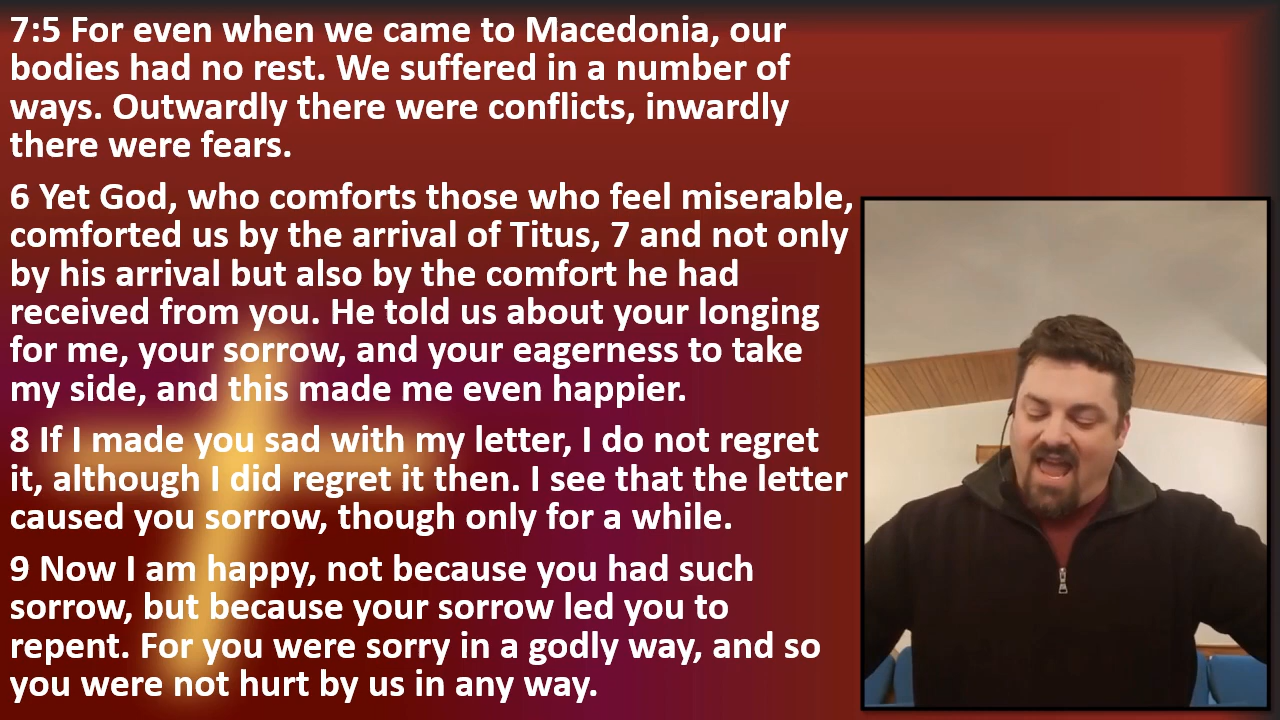 7:5 For even when we came to Macedonia, our
bodies had no rest. We suffered in a number of
ways. Outwardly there were conflicts, inwardly
there were fears.
6 Yet God, who comforts those who feel miserable,
comforted us by the arrival of Titus, 7 and not only
by his arrival but also by the comfort he had
received from you. He told us about your longing
for me, your sorrow, and your eagerness to take
my side, and this made me even happier.
8 If I made you sad with my letter, I do not regret
it, although I did regret it then. I see that the letter
caused you sorrow, though only for a while.
9 Now I am happy, not because you had such
sorrow, but because your sorrow led you to
repent. For you were sorry in a godly way, and so
you were not hurt by us in any way.